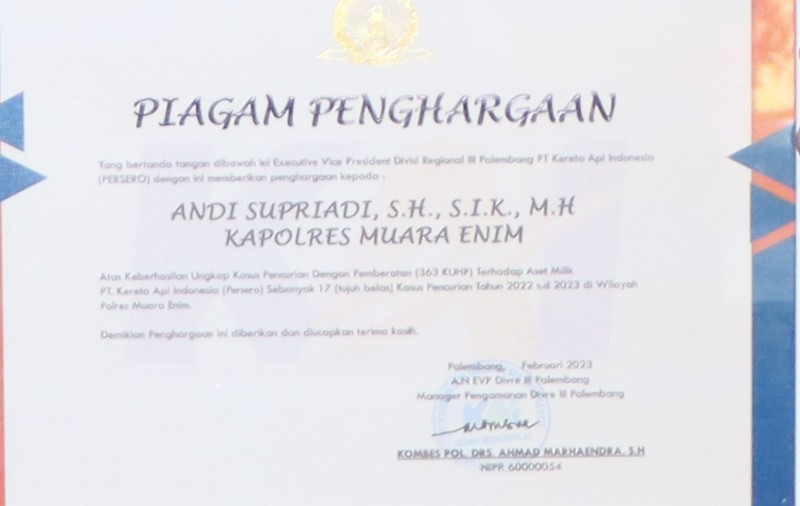 PIAGAM PENGHARGAAN
Yang bertanda tangan dibawah ini Executive Vice President Divisi Regional III Palembang PT Kereta Api Indonesia
(PERSERO) dengan ini memberikan penghargaan kepada :
ANDI SUPRIADI, S.H., S.I.K., M.H
KAPOLRES MUARA ENIM
Atas Keberhasilan Ungkap Kasus Pencurian Dengan Pemberatan (363 KUHP) Terhadap Aset Milik
PT. Kereta Api Indonesia (Persero) Sebanyak 17 (tujuh belas) Kasus Pencurian Tahun 2022 s.d 2023 di Wilayah
Polres Muara Enim.
Demikian Penghargaan ini diberikan dan diucapkan terima kasih.
Palembang, Februari 2023
A.N EVP Divre III Palembang
Manager Pengamanan Divre III Palembang
KOMBES POL. DRS. AHMAD MARHAENDRA, S.H
NIPP. 60000054